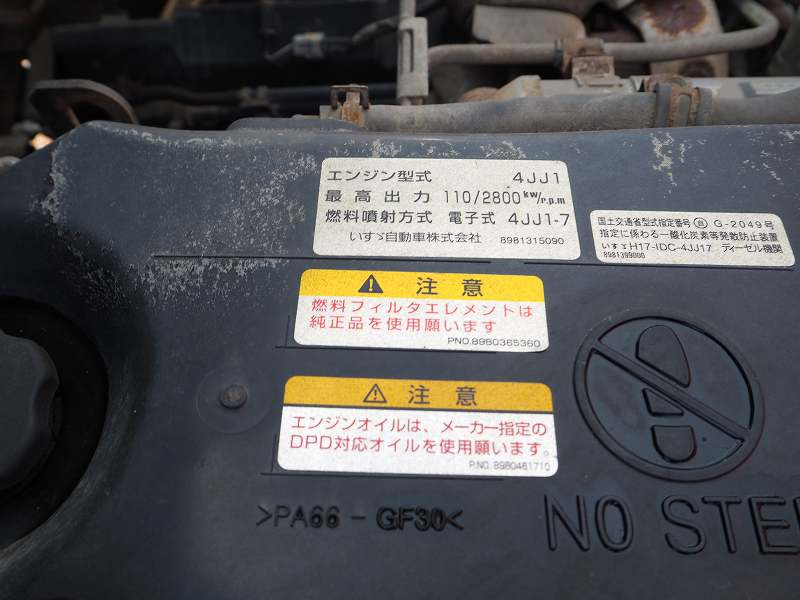 エンジン型式 4JJ1
最高出力 110/2800 kw/r.p.m
燃料噴射方式 電子式 4JJ1-7
いすゞ自動車株式会社 8981315090
国土交通省型式指定番号 自 G-2049号
指定に係わる一酸化炭素等発散防止装置
いすゞH17-IDC-4JJ17 ディーゼル機関
8981399000
注意
燃料フィルタエレメントは
純正品を使用願います
PNO.8980365360
注意
エンジンオイルは、メーカー指定の
DPD対応オイルを使用願います。
P.NO. 8980461710
>PA66-GF30<
NO STE